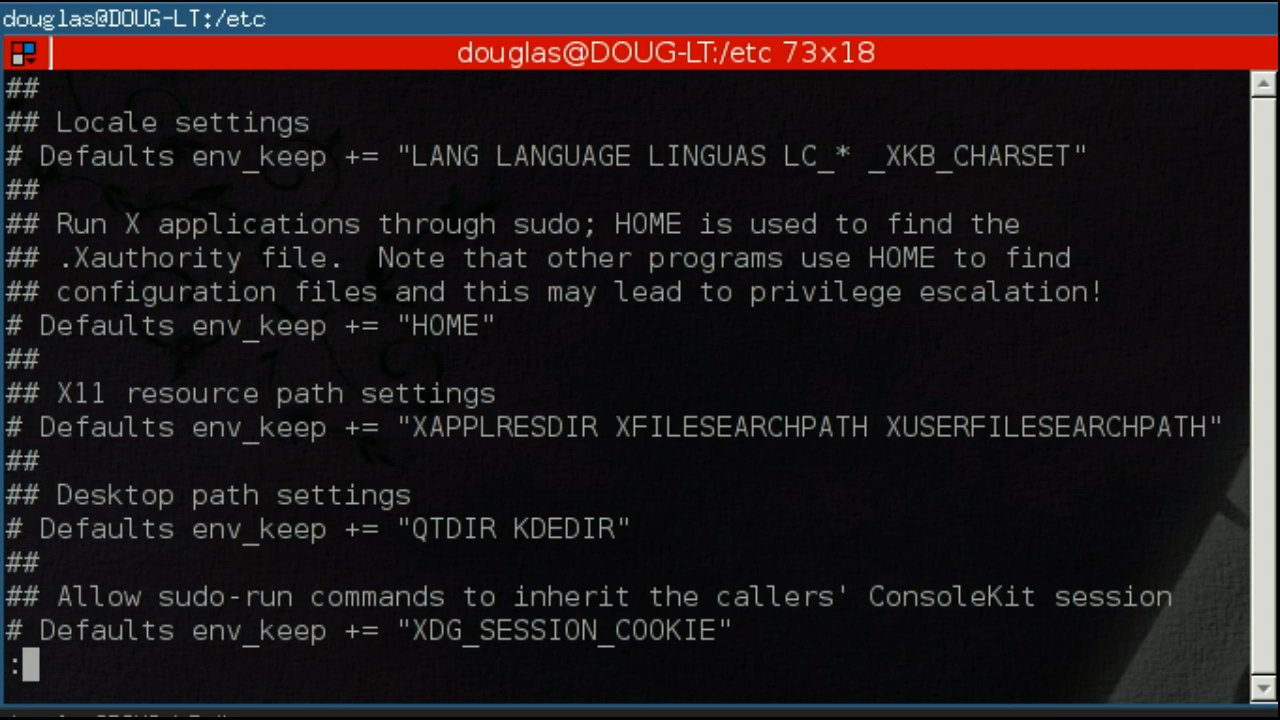 douglas@DOUG-LT:/etc
douglas@DOUG-LT:/etc 73x18
##
## Locale settings
# Defaults env_keep += "LANG LANGUAGE LINGUAS LC_* _XKB_CHARSET"
##
## Run X applications through sudo; HOME is used to find the
## .Xauthority file.  Note that other programs use HOME to find
## configuration files and this may lead to privilege escalation!
# Defaults env_keep += "HOME"
##
## X11 resource path settings
# Defaults env_keep += "XAPPLRESDIR XFILESEARCHPATH XUSERFILESEARCHPATH"
##
## Desktop path settings
# Defaults env_keep += "QTDIR KDEDIR"
##
## Allow sudo-run commands to inherit the callers' ConsoleKit session
# Defaults env_keep += "XDG_SESSION_COOKIE"
: